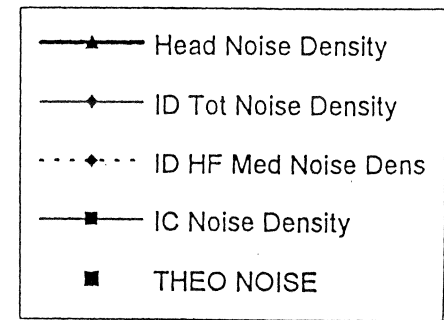 Head Noise Density
ID Tot Noise Density
ID HF Med Noise Dens
IC Noise Density
THEO NOISE